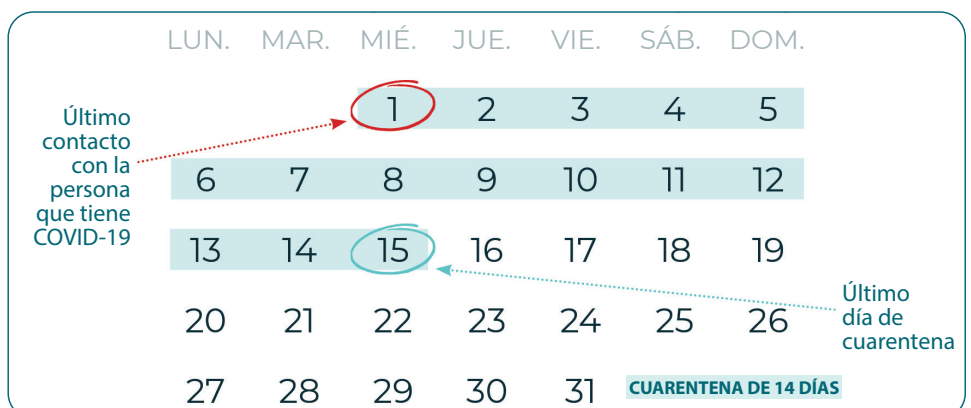 LUN. MAR. MIÉ. JUE. VIE. SÁB. DOM.
1 2 3 4 5
Último
contacto
con la
persona
que tiene
COVID-19
6 7 8 9 10 11 12
13 14 15 16 17 18 19
Último
día de
cuarentena
20 21 22 23 24 25 26
27 28 29 30 31
CUARENTENA DE 14 DÍAS